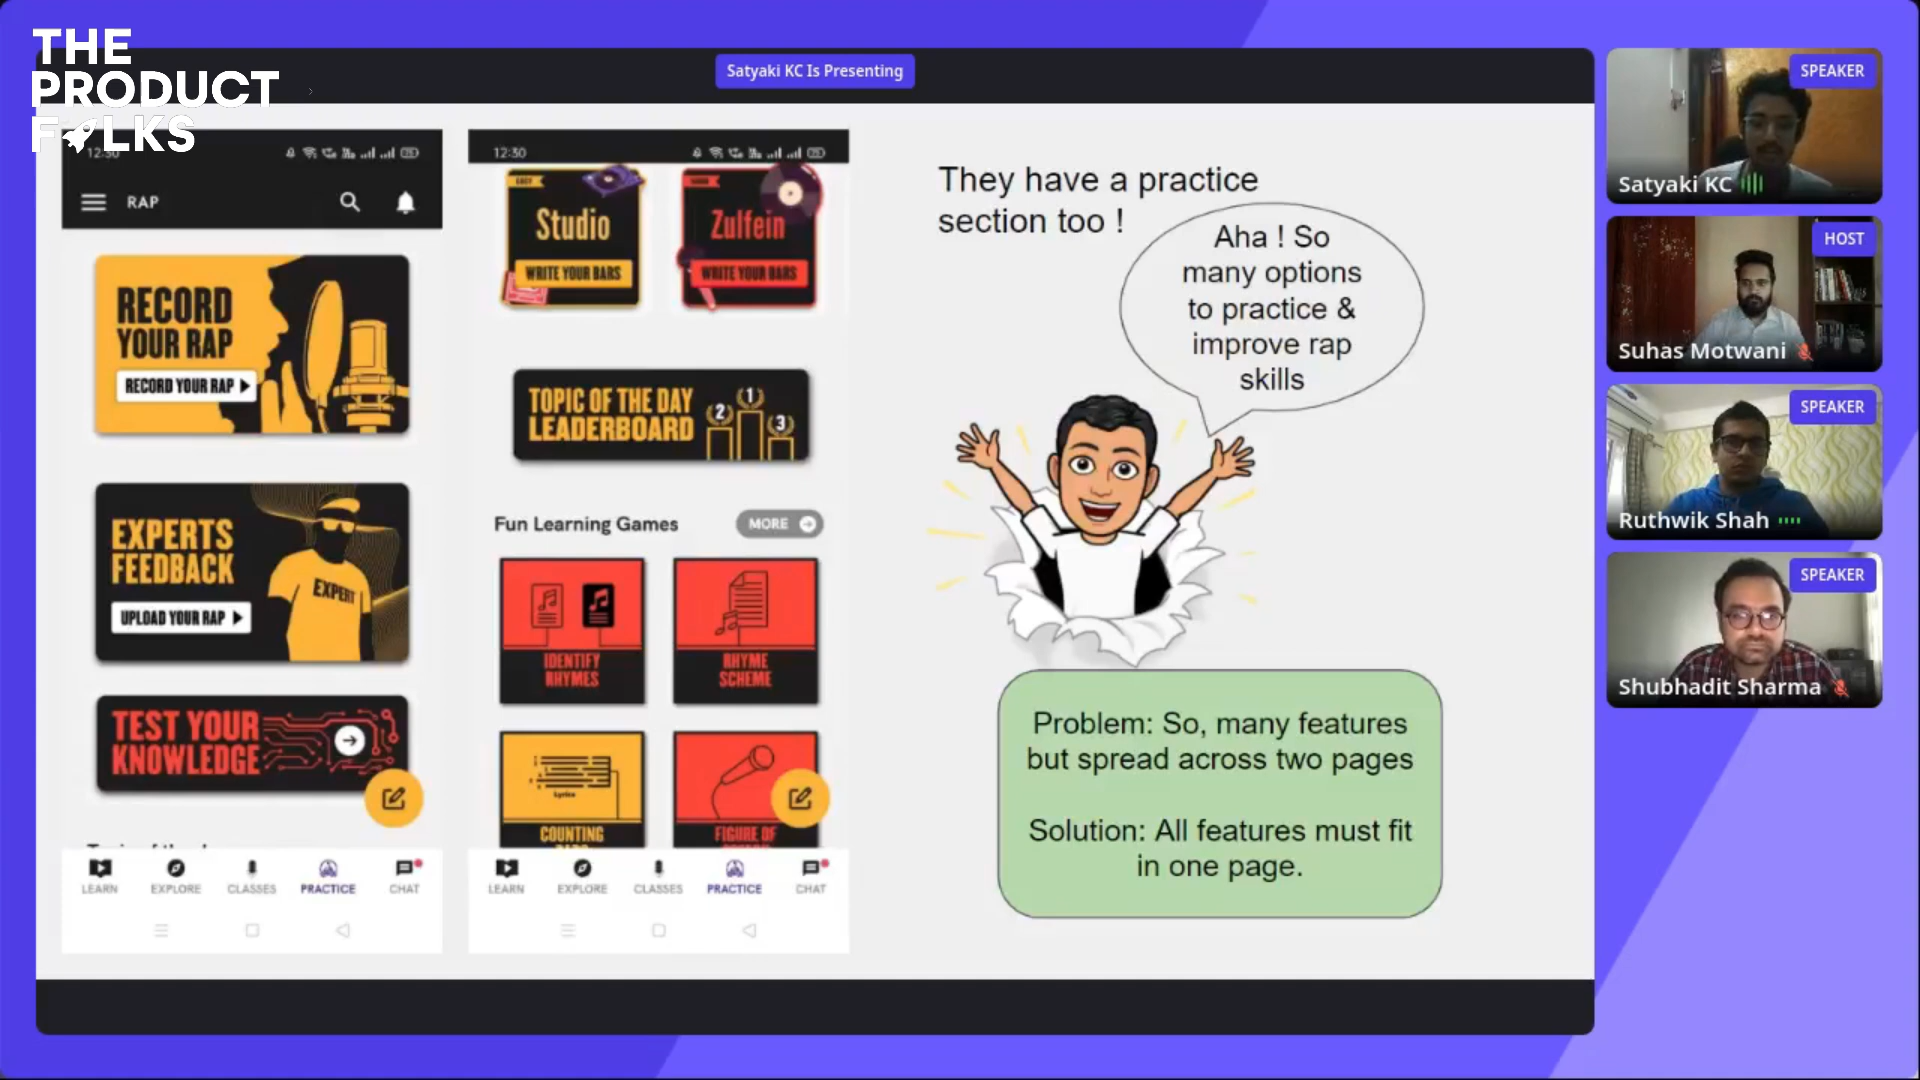 THE
PRODUCT
FOLKS
Satyaki KC Is Presenting
12:30
RAP
RECORD
YOUR RAP
RECORD YOUR RAP
EXPERTS
FEEDBACK
EXPERT
UPLOAD YOUR RAP
TEST YOUR
KNOWLEDGE
LEARN
EXPLORE
CLASSES
PRACTICE
CHAT
12:30
EASY
Studio
WRITE YOUR BARS
Zulfein
WRITE YOUR BARS
TOPIC OF THE DAY
LEADERBOARD
2
1
3
Fun Learning Games
MORE
IDENTIFY
RHYMES
RHYME
SCHEME
Lyrics
COUNTING
FIGURE OF
LEARN
EXPLORE
CLASSES
PRACTICE
CHAT
They have a practice
section too !
Aha ! So
many options
to practice &
improve rap
skills
Problem: So, many features
but spread across two pages
Solution: All features must fit
in one page.
SPEAKER
Satyaki KC
HOST
Suhas Motwani
SPEAKER
Ruthwik Shah
SPEAKER
Shubhadit Sharma